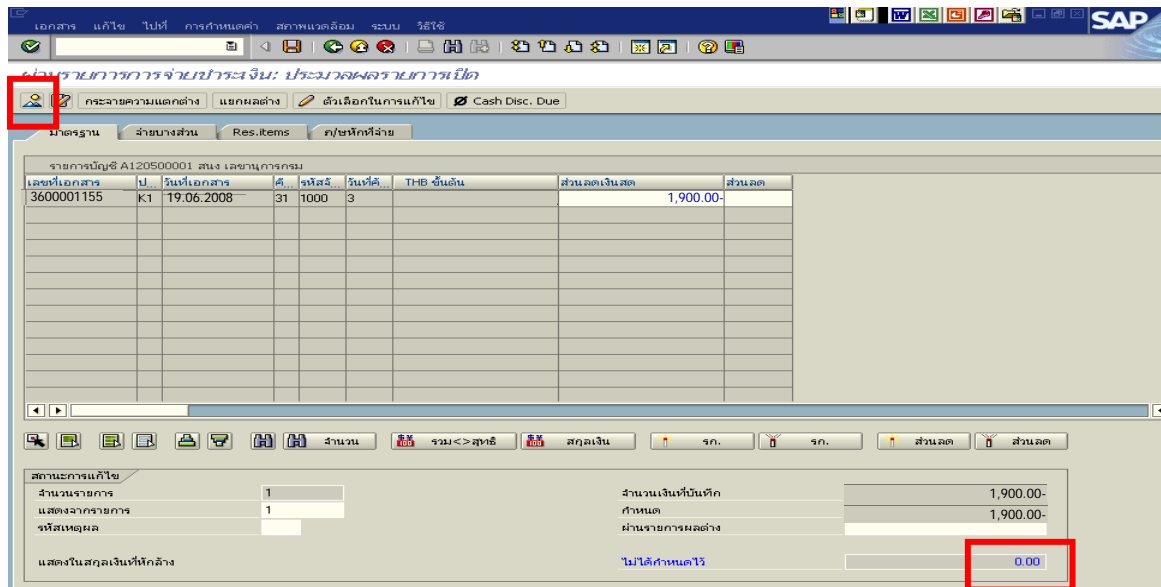 เอกสาร แก้ไข ไปที่ การกำหนดค่า สภาพแวดล้อม ระบบ วิธีใช้
SAP
ผ่านรายการการจ่ายชำระเงิน: ประมวลผลรายการเปิด
กระจายความแตกต่าง แยกผลต่าง ตัวเลือกในการแก้ไข Cash Disc. Due
มาตรฐาน จ่ายบางส่วน Res.items ภ/ษหักที่จ่าย
รายการบัญชี A120500001 สนง เลขานุการกรม
เลขที่เอกสาร ป... วันที่เอกสาร คี... รหัสจั... วันที่ค้... THB ขั้นต้น ส่วนลดเงินสด ส่วนลด
3600001155 K1 19.06.2008 31 1000 3 1,900.00-
จำนวน รวม<>สุทธิ สกุลเงิน รก. รก. ส่วนลด ส่วนลด
สถานะการแก้ไข
จำนวนรายการ 1 จำนวนเงินที่บันทึก 1,900.00-
แสดงจากรายการ 1 กำหนด 1,900.00-
รหัสเหตุผล ผ่านรายการผลต่าง
แสดงในสกุลเงินที่หักล้าง ไม่ได้กำหนดไว้ 0.00